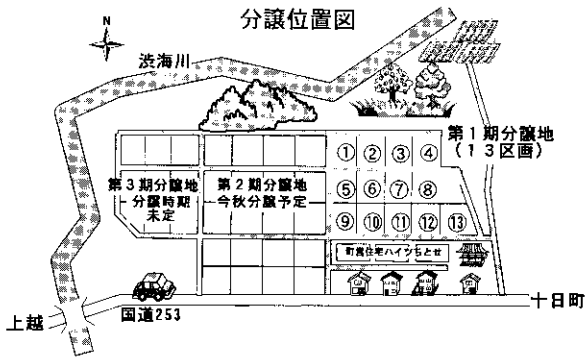 分譲位置図
N
渋海川
第1期分譲地
(13区画)
① ② ③ ④
第3期分譲地
分譲時期
未定
第2期分譲地
今秋分譲予定
⑤ ⑥ ⑦ ⑧
⑨ ⑩ ⑪ ⑫ ⑬
町営住宅ハイツちとせ
十日町
上越
国道253